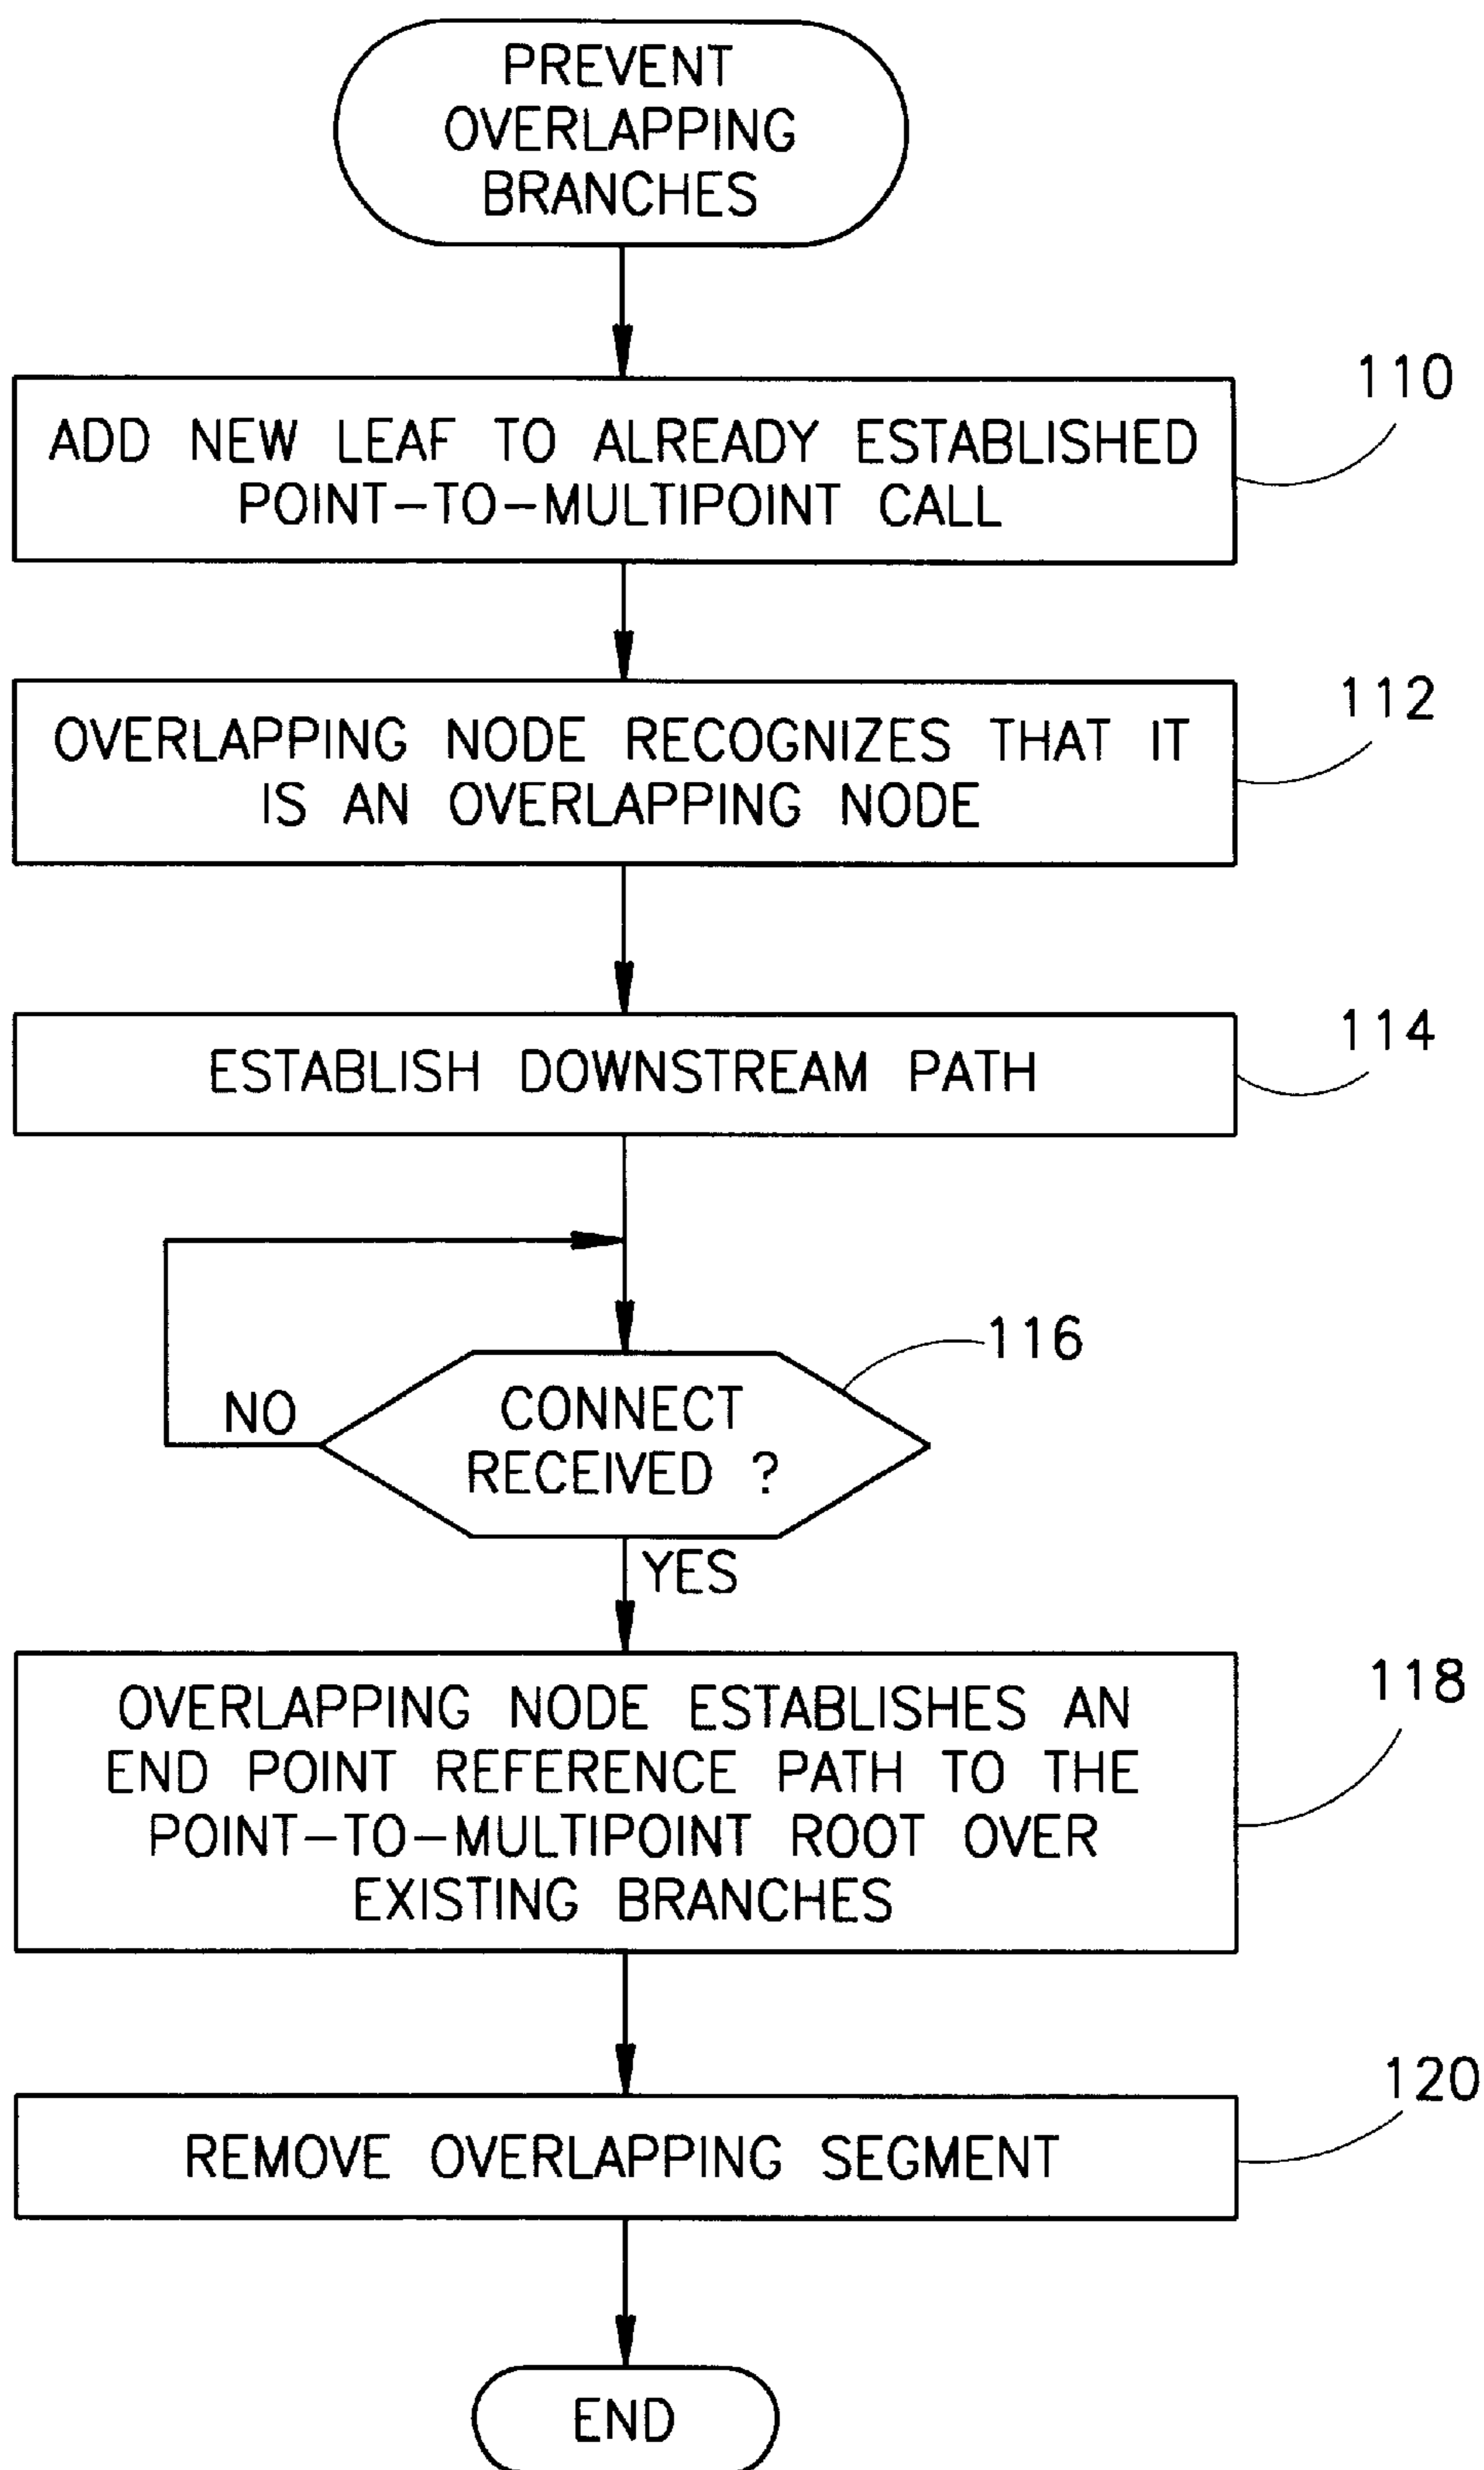 PREVENT
OVERLAPPING
BRANCHES
110
ADD NEW LEAF TO ALREADY ESTABLISHED
POINT-TO-MULTIPOINT CALL
112
OVERLAPPING NODE RECOGNIZES THAT IT
IS AN OVERLAPPING NODE
114
ESTABLISH DOWNSTREAM PATH
116
NO
CONNECT
RECEIVED ?
YES
118
OVERLAPPING NODE ESTABLISHES AN
END POINT REFERENCE PATH TO THE
POINT-TO-MULTIPOINT ROOT OVER
EXISTING BRANCHES
120
REMOVE OVERLAPPING SEGMENT
END